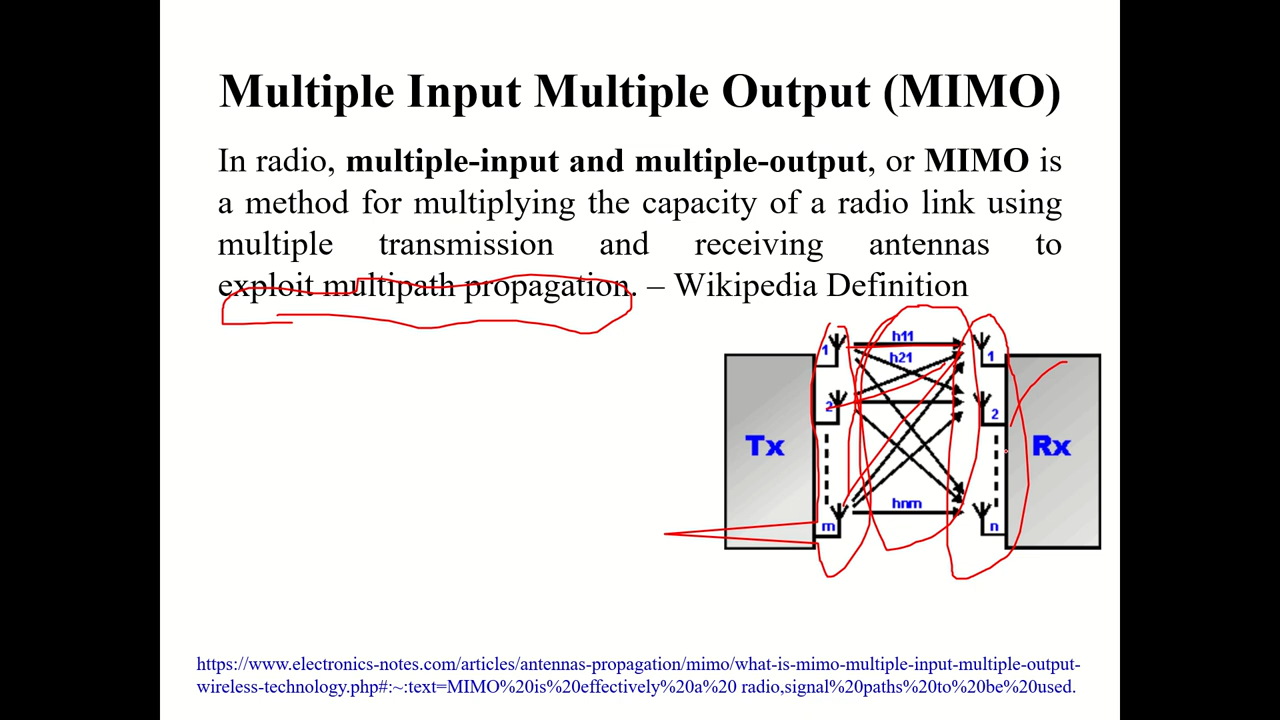 Multiple Input Multiple Output (MIMO)
In radio, multiple-input and multiple-output, or MIMO is
a method for multiplying the capacity of a radio link using
multiple transmission and receiving antennas to
exploit multipath propagation. – Wikipedia Definition
1 h11 1
h21
2 2
Tx Rx
hnm
m n
https://www.electronics-notes.com/articles/antennas-propagation/mimo/what-is-mimo-multiple-input-multiple-output-
wireless-technology.php#:~:text=MIMO%20is%20effectively%20a%20 radio,signal%20paths%20to%20be%20used.